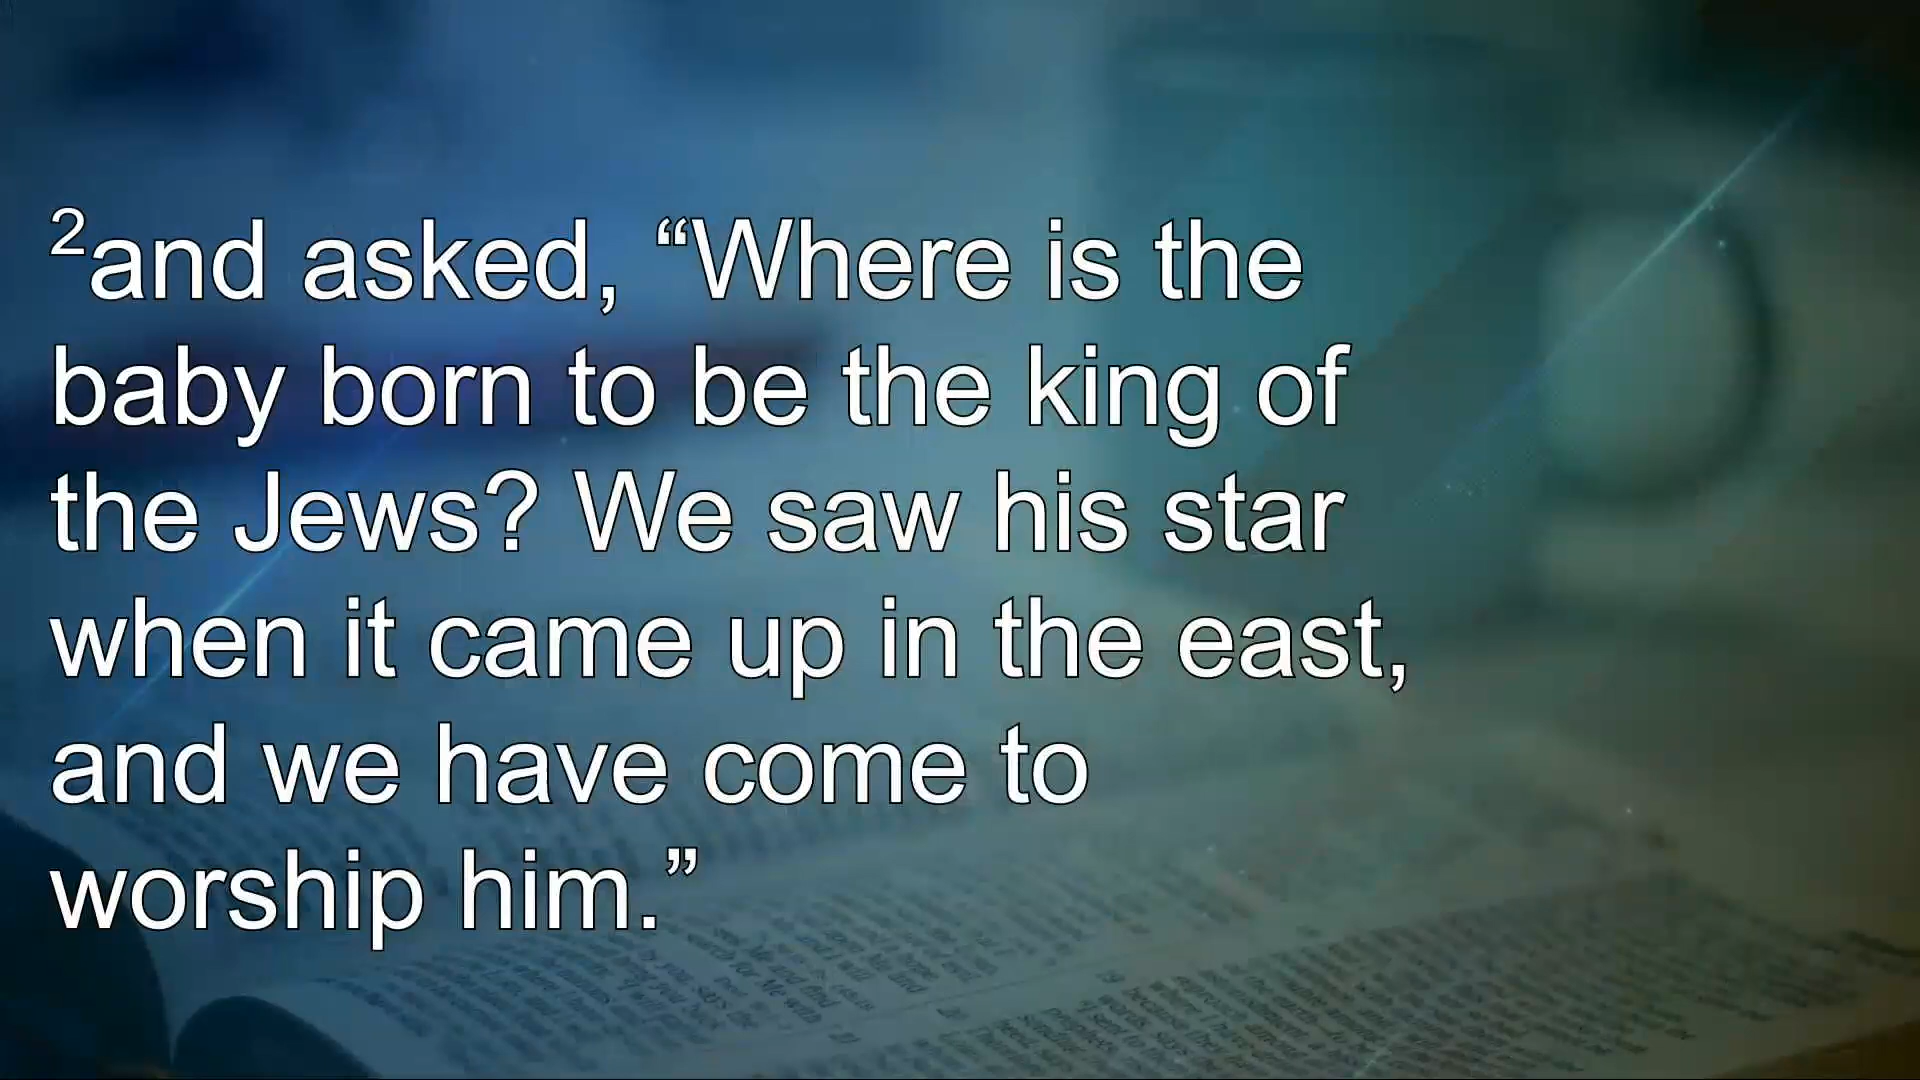 ²and asked, “Where is the
baby born to be the king of
the Jews? We saw his star
when it came up in the east,
and we have come to
worship him.”